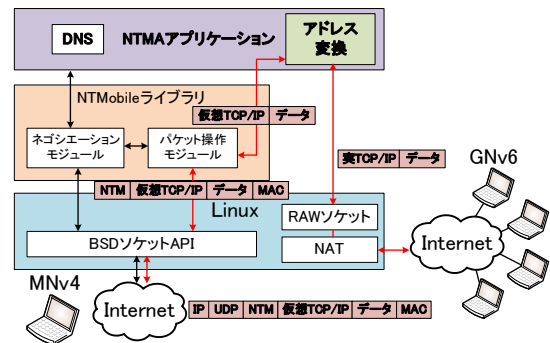 DNS
NTMAアプリケーション
アドレス
変換
NTMobileライブラリ
仮想TCP/IP データ
ネゴシエーション
モジュール
パケット操作
モジュール
実TCP/IP データ
GNv6
NTM 仮想TCP/IP データ MAC
Linux
RAWソケット
BSDソケットAPI
NAT
Internet
MNv4
Internet
IP UDP NTM 仮想TCP/IP データ MAC